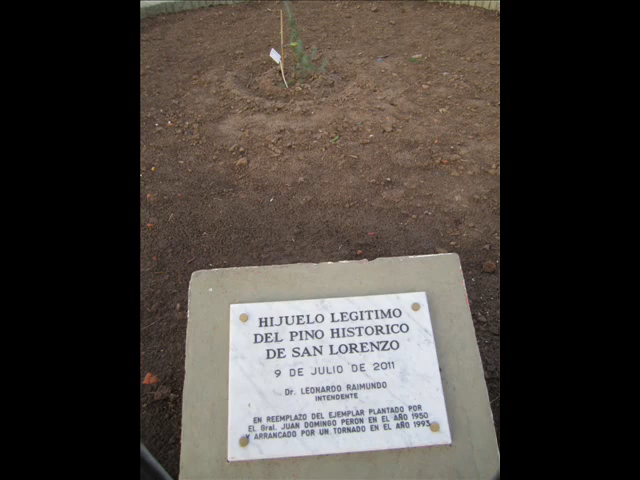 HIJUELO LEGITIMO
DEL PINO HISTORICO
DE SAN LORENZO
9 DE JULIO DE 2011
Dr. LEONARDO RAIMUNDO
INTENDENTE
EN REEMPLAZO DEL EJEMPLAR PLANTADO POR
EL Gral. JUAN DOMINGO PERON EN EL AÑO 1950
Y ARRANCADO POR UN TORNADO EN EL AÑO 1993